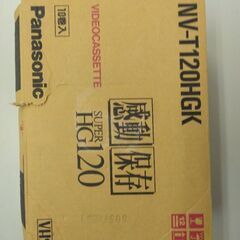 NV-T120HGK
感動
保存
SUPER
HG120
VIDEOCASSETTE
10巻入
Panasonic
VHS